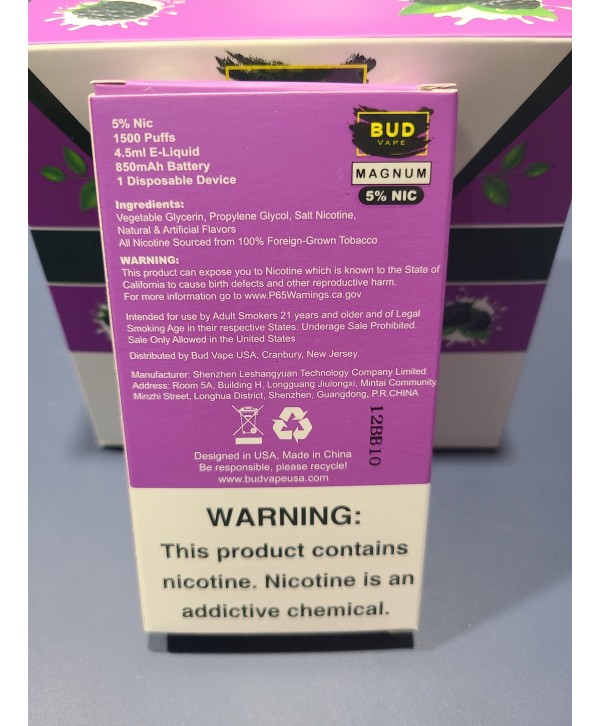 5% Nic
1500 Puffs
4.5ml E-Liquid
850mAh Battery
1 Disposable Device
BUD
VAPE
MAGNUM
5% NIC
Ingredients:
Vegetable Glycerin, Propylene Glycol, Salt Nicotine,
Natural & Artificial Flavors
All Nicotine Sourced from 100% Foreign-Grown Tobacco
WARNING:
This product can expose you to Nicotine which is known to the State of
California to cause birth defects and other reproductive harm.
For more information go to www.P65Warnings.ca.gov
Intended for use by Adult Smokers 21 years and older and of Legal
Smoking Age in their respective States. Underage Sale Prohibited.
Sale Only Allowed in the United States
Distributed by Bud Vape USA, Cranbury, New Jersey.
Manufacturer: Shenzhen Leshangyuan Technology Company Limited
Address: Room 5A, Building H, Longguang Jiulongxi, Mintai Community,
Minzhi Street, Longhua District, Shenzhen, Guangdong, P.R.CHINA
12BB10
Designed in USA, Made in China
Be responsible, please recycle!
www.budvapeusa.com
WARNING:
This product contains
nicotine. Nicotine is an
addictive chemical.